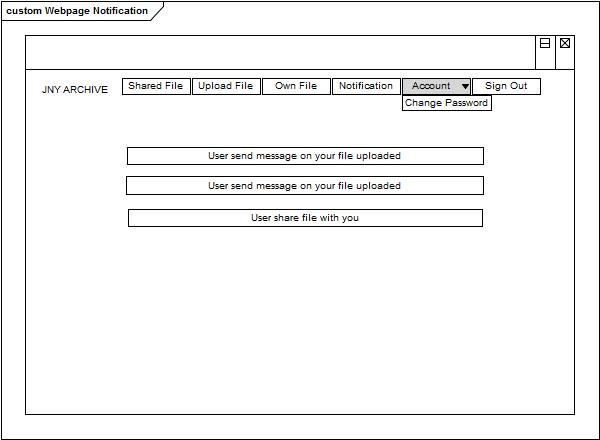 custom Webpage Notification
JNY ARCHIVE
Shared File
Upload File
Own File
Notification
Account
Sign Out
Change Password
User send message on your file uploaded
User send message on your file uploaded
User share file with you